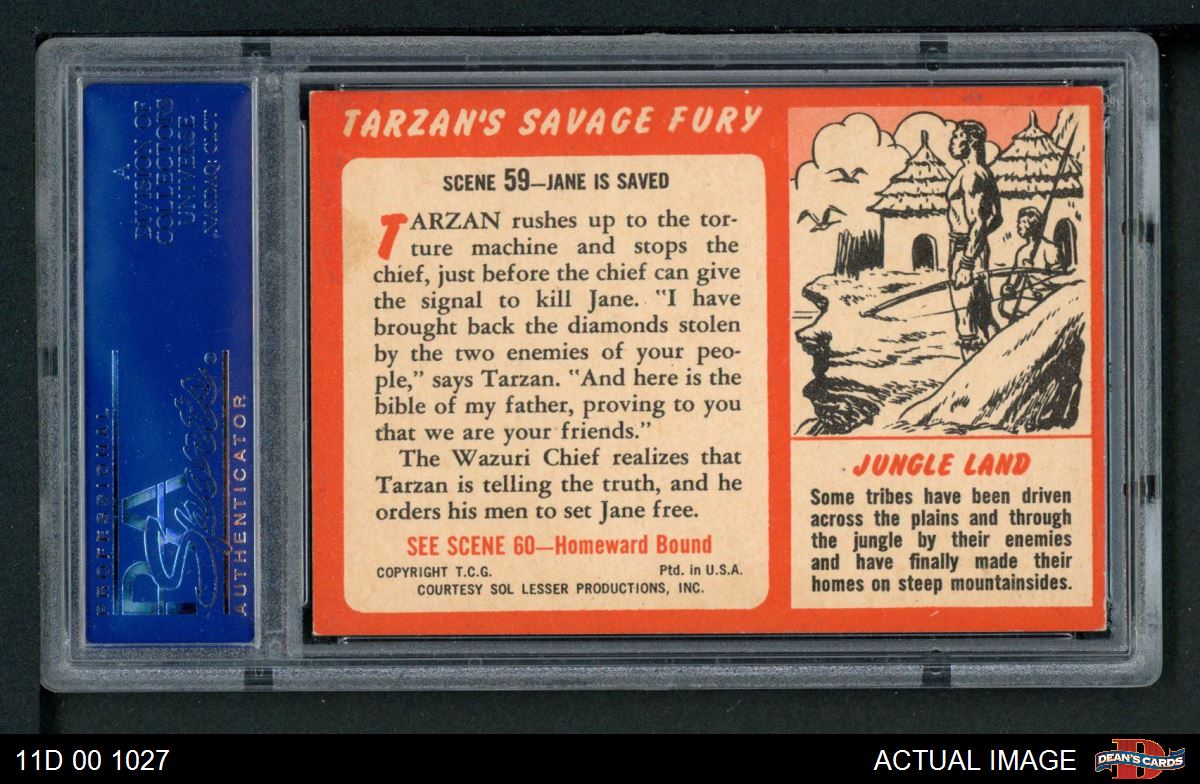 A
DIVISION OF
COLLECTORS
UNIVERSE
NASDAQ: CLCT
PROFESSIONAL
PSA
Sports
AUTHENTICATOR
TARZAN'S SAVAGE FURY
SCENE 59—JANE IS SAVED
TARZAN rushes up to the tor-
ture machine and stops the
chief, just before the chief can give
the signal to kill Jane. "I have
brought back the diamonds stolen
by the two enemies of your peo-
ple," says Tarzan. "And here is the
bible of my father, proving to you
that we are your friends."
The Wazuri Chief realizes that
Tarzan is telling the truth, and he
orders his men to set Jane free.
SEE SCENE 60—Homeward Bound
COPYRIGHT T.C.G. Ptd. in U.S.A.
COURTESY SOL LESSER PRODUCTIONS, INC.
JUNGLE LAND
Some tribes have been driven
across the plains and through
the jungle by their enemies
and have finally made their
homes on steep mountainsides.
11D 00 1027
ACTUAL IMAGE
D
DEAN'S CARDS